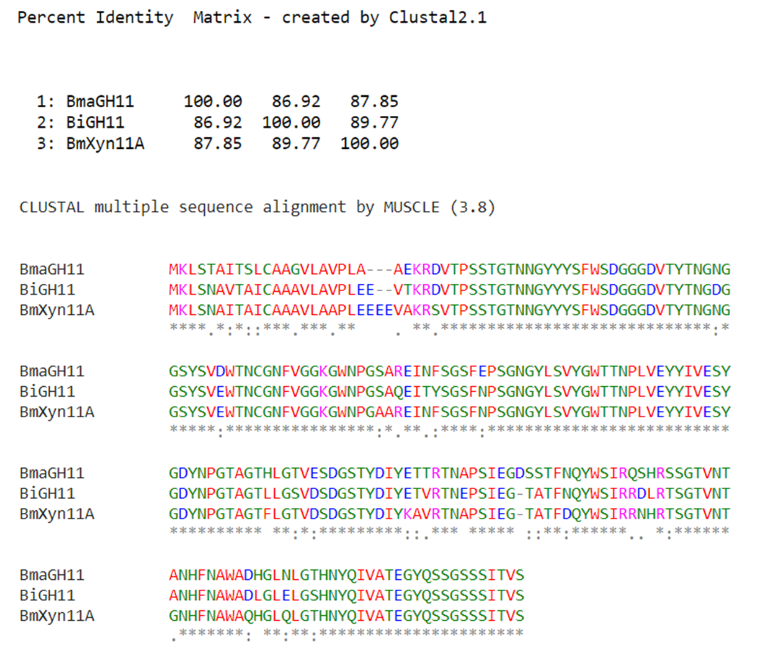 Percent Identity  Matrix - created by Clustal2.1
1: BmaGH11     100.00   86.92   87.85
2: BiGH11       86.92  100.00   89.77
3: BmXyn11A     87.85   89.77  100.00
CLUSTAL multiple sequence alignment by MUSCLE (3.8)
BmaGH11         MKLSTAITSLCAAGVLAVPLA---AEKRDVTPSSTGTNNGYYYSFWSDGGGDVTYTNGNG
BiGH11          MKLSNAVTAICAAAVLAVPLEE--VTKRDVTPSSTGTNNGYYYSFWSDGGGDVTYTNGDG
BmXyn11A        MKLSNAITAICAAAVLAAPLEEEEVAKRSVTPSSTGTNNGYYYSFWSDGGGDVTYTNGNG
                ****.*:*::***.***.**    . **.*****************************:*
BmaGH11         GSYSVDWTNCGNFVGGKGWNPGSAREINFSGSFEPSGNGYLSVYGWTTNPLVEYYIVESY
BiGH11          GSYSVEWTNCGNFVGGKGWNPGSAQEITYSGSFNPSGNGYLSVYGWTTNPLVEYYIVESY
BmXyn11A        GSYSVEWTNCGNFVGGKGWNPGAAREINFSGSFNPSGNGYLSVYGWTTNPLVEYYIVESY
                *****:****************:*.**.:****:**************************
BmaGH11         GDYNPGTAGTHLGTVESDGSTYDIYETTRTNAPSIEGDSSTFNQYWSIRQSHRSSGTVNT
BiGH11          GDYNPGTAGTLLGSVDSDGSTYDIYETVRTNEPSIEG-TATFNQYWSIRRDLRTSGTVNT
BmXyn11A        GDYNPGTAGTFLGTVDSDGSTYDIYKAVRTNAPSIEG-TATFDQYWSIRRNHRTSGTVNT
                ********** **:*:*********::.*** ***** ::**:******.. *:******
BmaGH11         ANHFNAWADHGLNLGTHNYQIVATEGYQSSGSSSITVS
BiGH11          ANHFNAWADLGLELGSHNYQIVATEGYQSSGSSSITVS
BmXyn11A        GNHFNAWAQHGLQLGTHNYQIVATEGYQSSGSSSITVS
                .*******: **:**:**********************